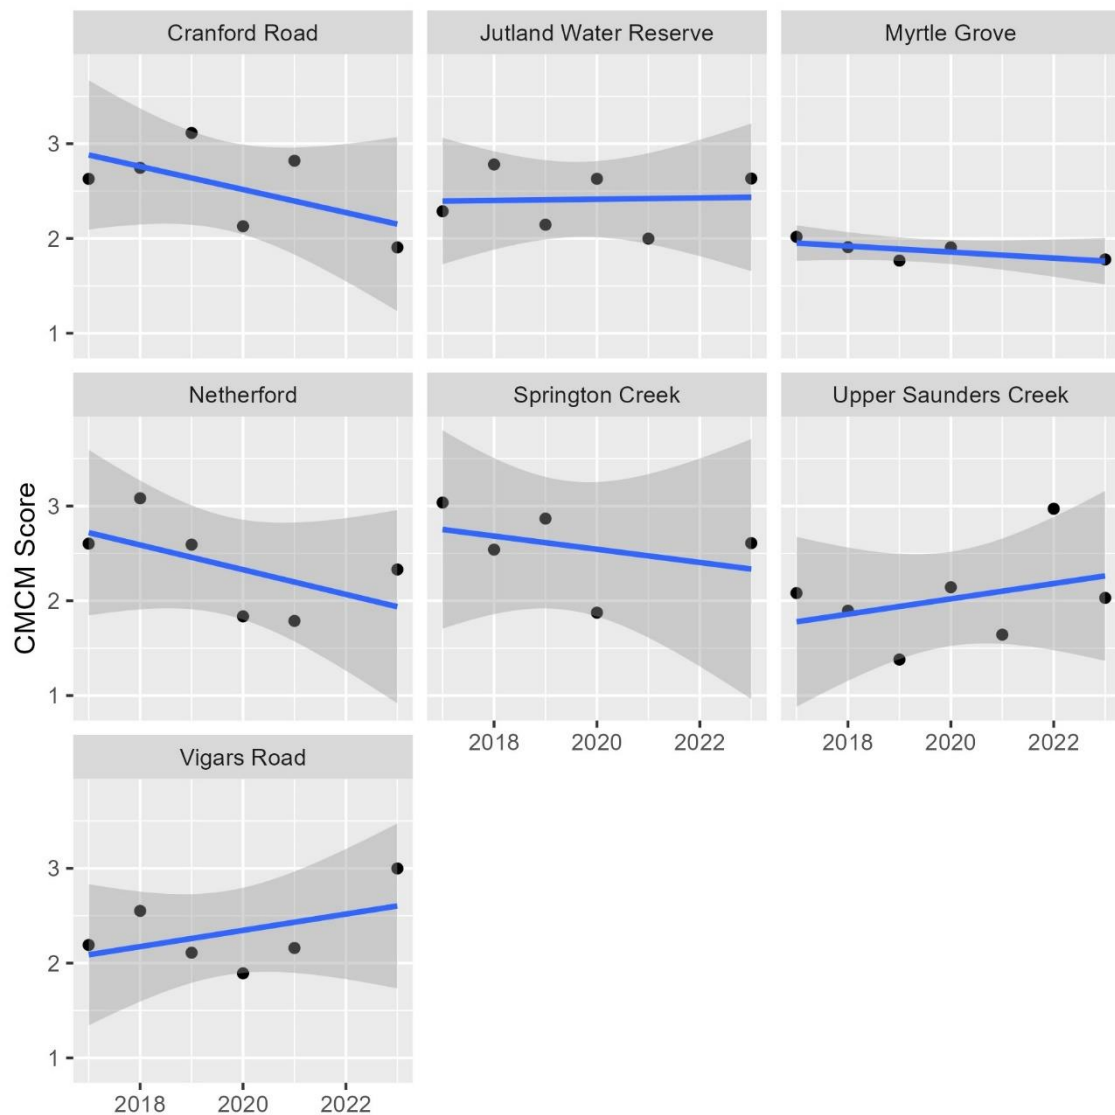 Cranford Road
Jutland Water Reserve
Myrtle Grove
3
2
1
Netherford
Springton Creek
Upper Saunders Creek
CMCM Score
3
2
1
2018 2020 2022
2018 2020 2022
Vigars Road
3
2
1
2018 2020 2022